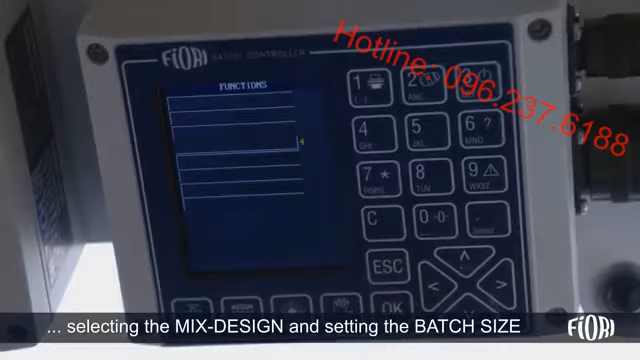 FIORI BATCH CONTROLLER
Hotline: 096.237.6188
FUNCTIONS
1
2 ABC
3
4 GHI
5 JKL
6 ? MNO
7 * PQRS
8 TUV
9 WXYZ
C
0 ·0·
.
ESC
OK
... selecting the MIX-DESIGN and setting the BATCH SIZE
FIORI